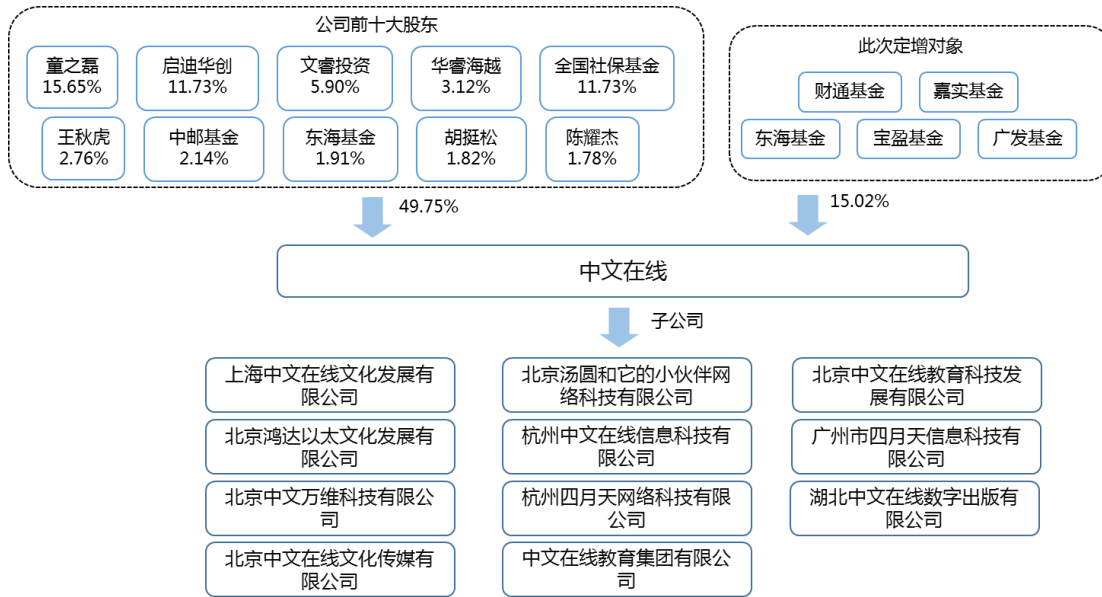 公司前十大股东
童之磊
15.65%
启迪华创
11.73%
文睿投资
5.90%
华睿海越
3.12%
全国社保基金
11.73%
王秋虎
2.76%
中邮基金
2.14%
东海基金
1.91%
胡挺松
1.82%
陈耀杰
1.78%
此次定增对象
财通基金
嘉实基金
东海基金
宝盈基金
广发基金
49.75%
15.02%
中文在线
子公司
上海中文在线文化发展有
限公司
北京汤圆和它的小伙伴网
络科技有限公司
北京中文在线教育科技发
展有限公司
北京鸿达以太文化发展有
限公司
杭州中文在线信息科技有
限公司
广州市四月天信息科技有
限公司
北京中文万维科技有限公
司
杭州四月天网络科技有限
公司
湖北中文在线数字出版有
限公司
北京中文在线文化传媒有
限公司
中文在线教育集团有限公
司